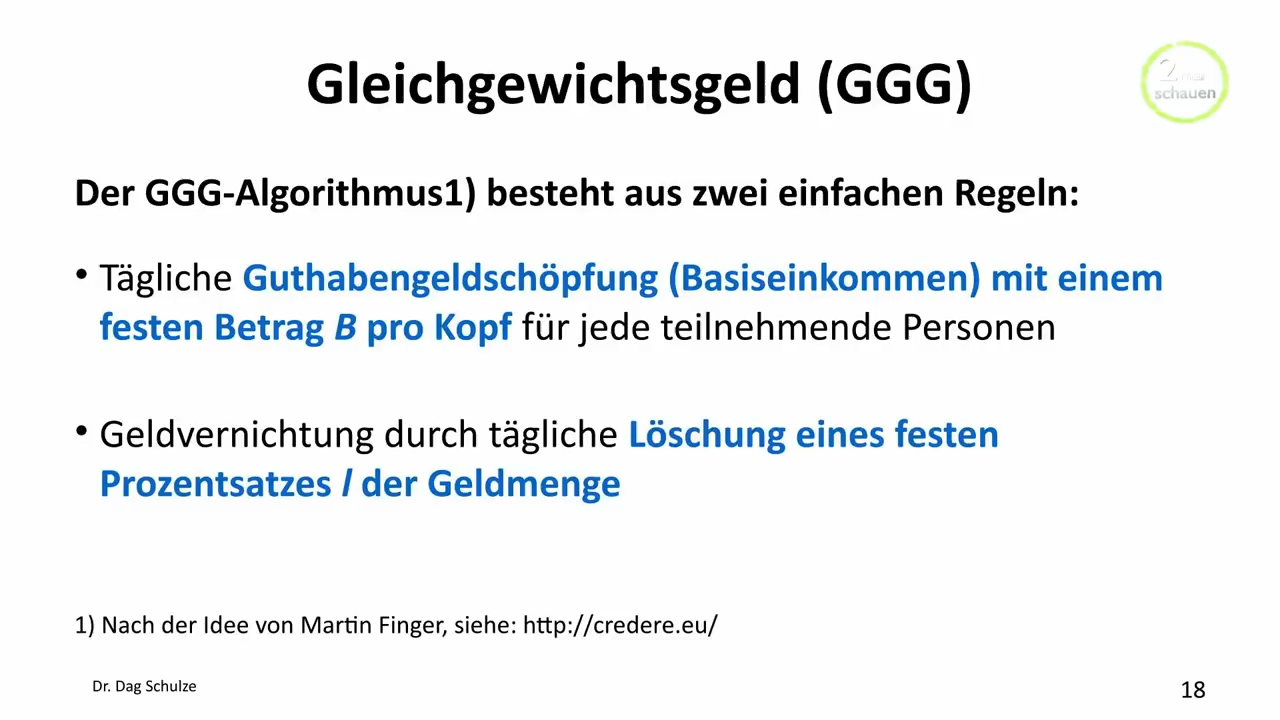 Gleichgewichtsgeld (GGG)
2.
schauen
Der GGG-Algorithmus1) besteht aus zwei einfachen Regeln:
• Tägliche Guthabengeldschöpfung (Basiseinkommen) mit einem
festen Betrag B pro Kopf für jede teilnehmende Personen
• Geldvernichtung durch tägliche Löschung eines festen
Prozentsatzes l der Geldmenge
1) Nach der Idee von Martin Finger, siehe: http://credere.eu/
Dr. Dag Schulze
18